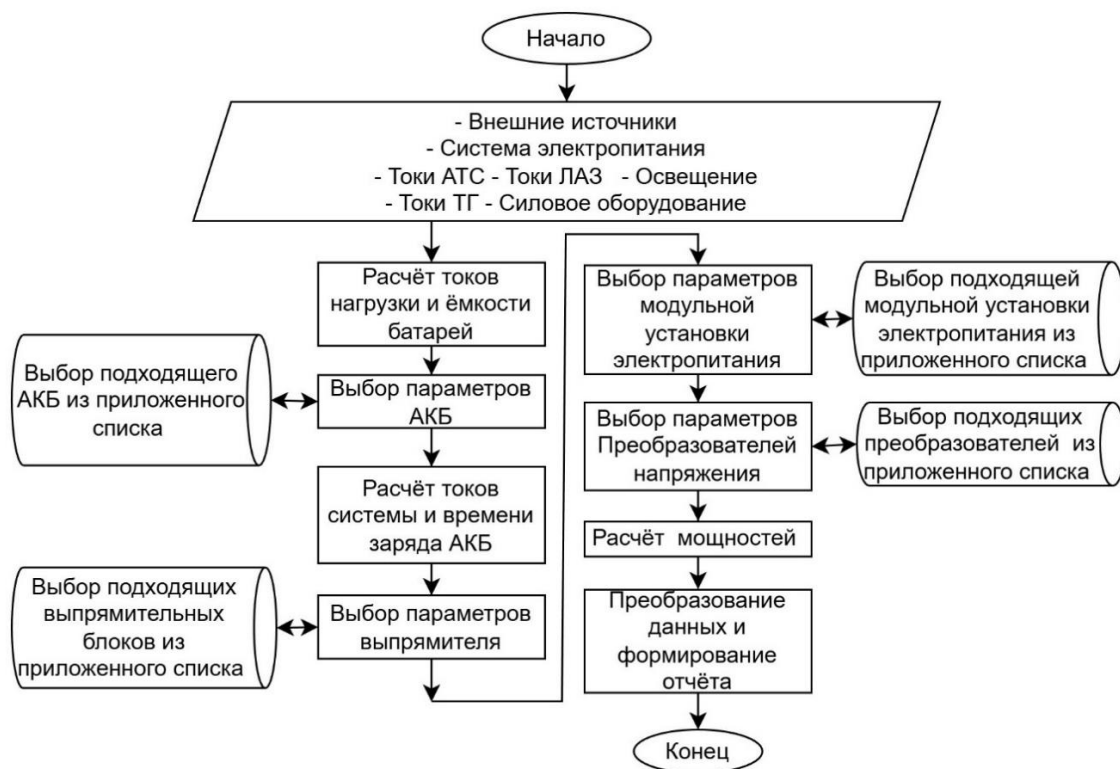 Начало
- Внешние источники
- Система электропитания
- Токи АТС - Токи ЛАЗ - Освещение
- Токи ТГ - Силовое оборудование
Расчёт токов
нагрузки и ёмкости
батарей
Выбор подходящего
АКБ из приложенного
списка
Выбор параметров
АКБ
Расчёт токов
системы и времени
заряда АКБ
Выбор подходящих
выпрямительных
блоков из
приложенного списка
Выбор параметров
выпрямителя
Выбор параметров
модульной
установки
электропитания
Выбор подходящей
модульной установки
электропитания из
приложенного списка
Выбор параметров
Преобразователей
напряжения
Выбор подходящих
преобразователей из
приложенного списка
Расчёт мощностей
Преобразование
данных и
формирование
отчёта
Конец